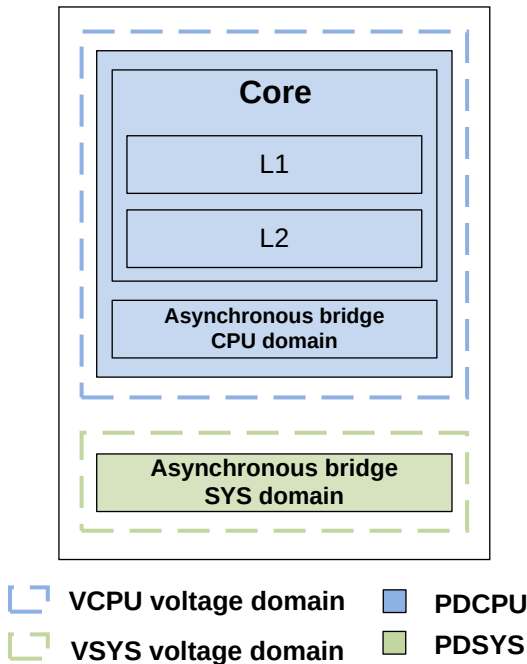 Core
L1
L2
Asynchronous bridge
CPU domain
Asynchronous bridge
SYS domain
VCPU voltage domain
PDCPU
VSYS voltage domain
PDSYS